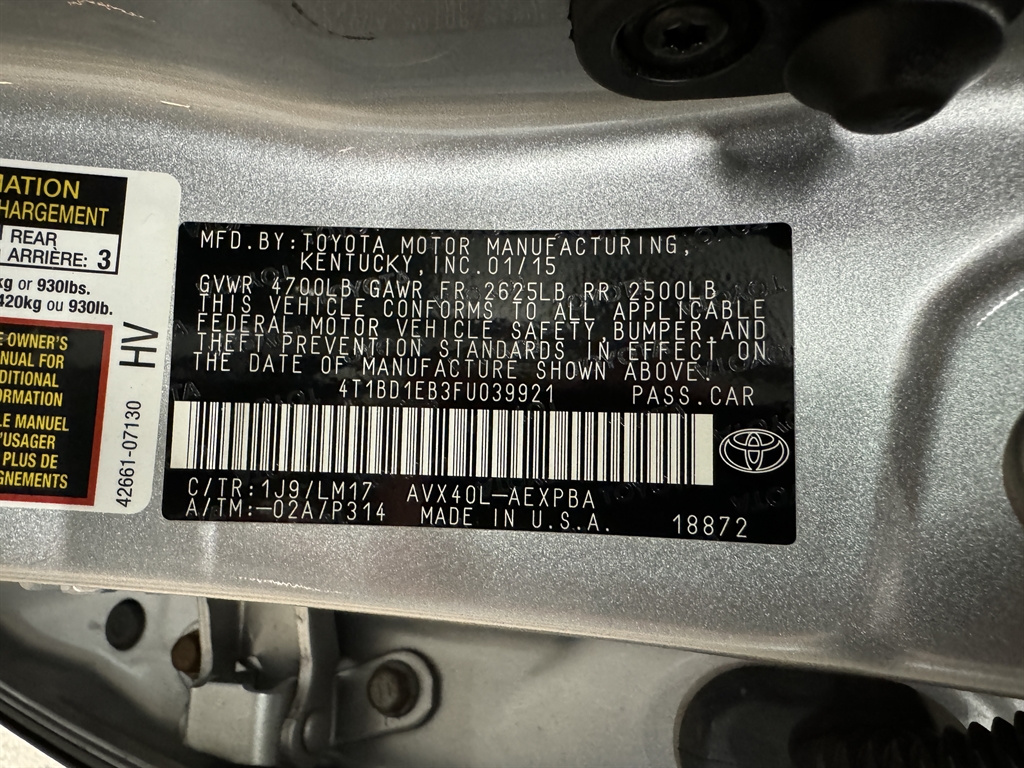 MATION
HARGEMENT
REAR
ARRIÈRE: 3
kg or 930lbs.
420kg ou 930lb.
OWNER'S
NUAL FOR
DITIONAL
ORMATION
LE MANUEL
'USAGER
PLUS DE
GNEMENTS
HV
42661-07130
MFD.BY:TOYOTA MOTOR MANUFACTURING,
KENTUCKY,INC.01/15
GVWR 4700LB GAWR FR 2625LB RR 2500LB
THIS VEHICLE CONFORMS TO ALL APPLICABLE
FEDERAL MOTOR VEHICLE SAFETY,BUMPER,AND
THEFT PREVENTION STANDARDS IN EFFECT ON
THE DATE OF MANUFACTURE SHOWN ABOVE.
4T1BD1EB3FU039921 PASS.CAR
C/TR:1J9/LM17 AVX40L-AEXPBA
A/TM:-02A/P314 MADE IN U.S.A. 18872